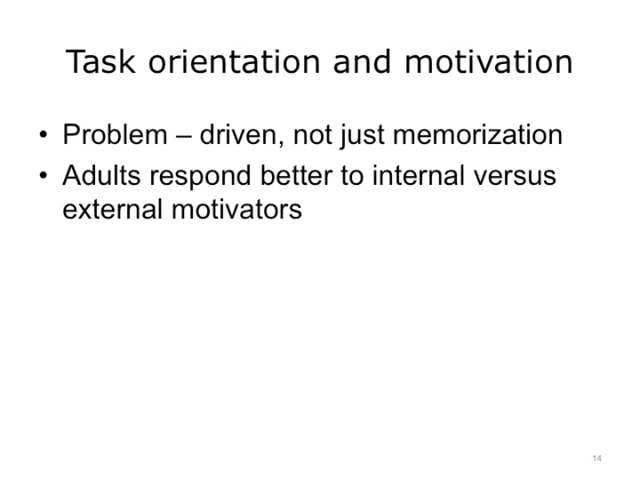 Task orientation and motivation
• Problem – driven, not just memorization
• Adults respond better to internal versus
external motivators
14